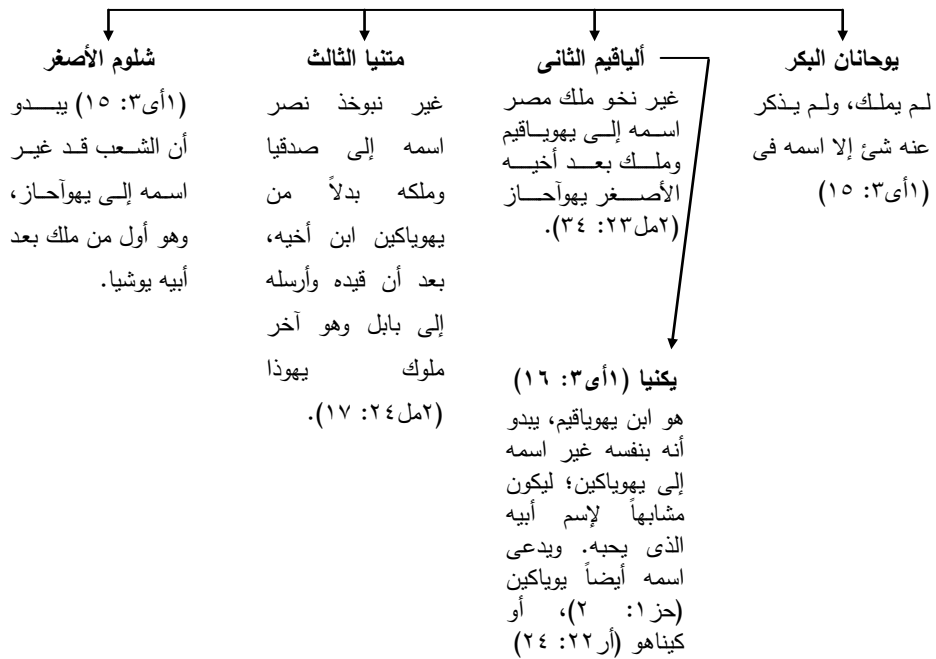 يوحانان البكر
لم يملك، ولم يذكر
عنه شئ إلا اسمه فى
(١أى٣: ١٥)
ألياقيم الثانى
غير نخو ملك مصر
اسمه إلى يهوياقيم
وملك بعد أخيه
الأصغر يهوآحاز
(٢مل٢٣: ٣٤).
يكنيا (١أى٣: ١٦)
هو ابن يهوياقيم، يبدو
أنه بنفسه غير اسمه
إلى يهوياكين؛ ليكون
مشابهاً لإسم أبيه
الذى يحبه. ويدعى
اسمه أيضاً يوياكين
(حز١: ٢)، أو
كيناهو (أر٢٢: ٢٤)
متنيا الثالث
غير نبوخذ نصر
اسمه إلى صدقيا
وملكه بدلاً من
يهوياكين ابن أخيه،
بعد أن قيده وأرسله
إلى بابل وهو آخر
ملوك يهوذا
(٢مل٢٤: ١٧).
شلوم الأصغر
(١أى٣: ١٥) يبدو
أن الشعب قد غير
اسمه إلى يهوآحاز،
وهو أول من ملك بعد
أبيه يوشيا.